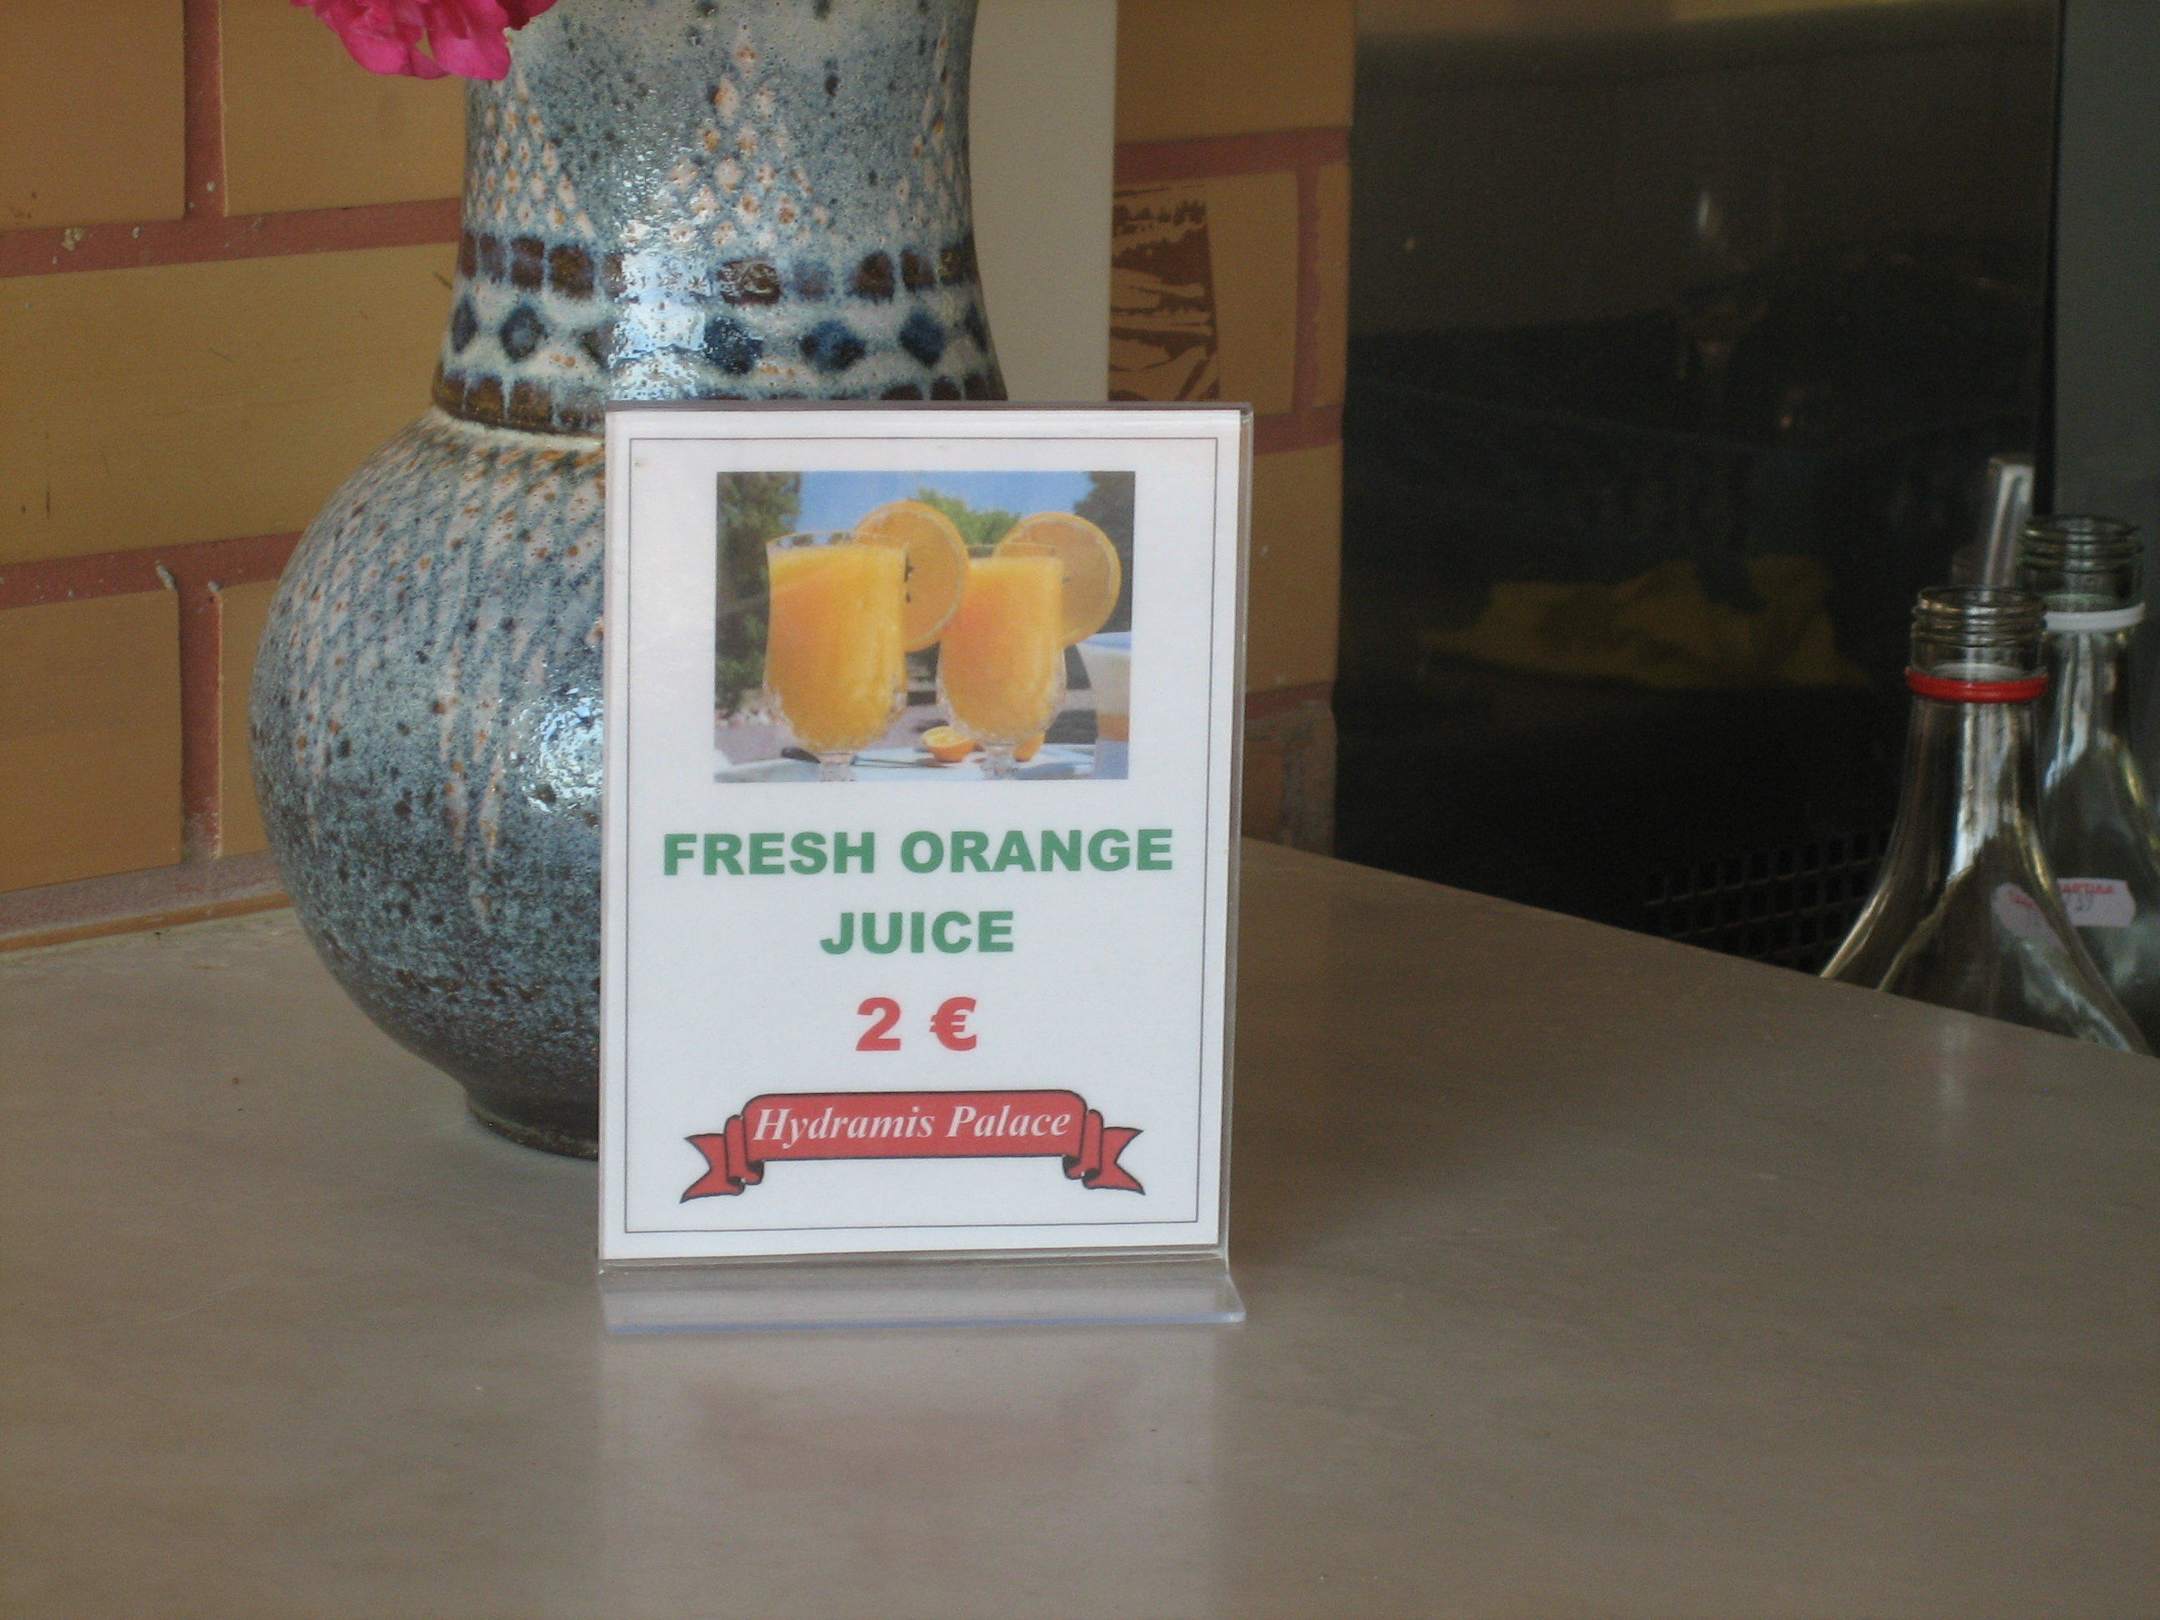 FRESH ORANGE
JUICE
2 €
Hydramis Palace